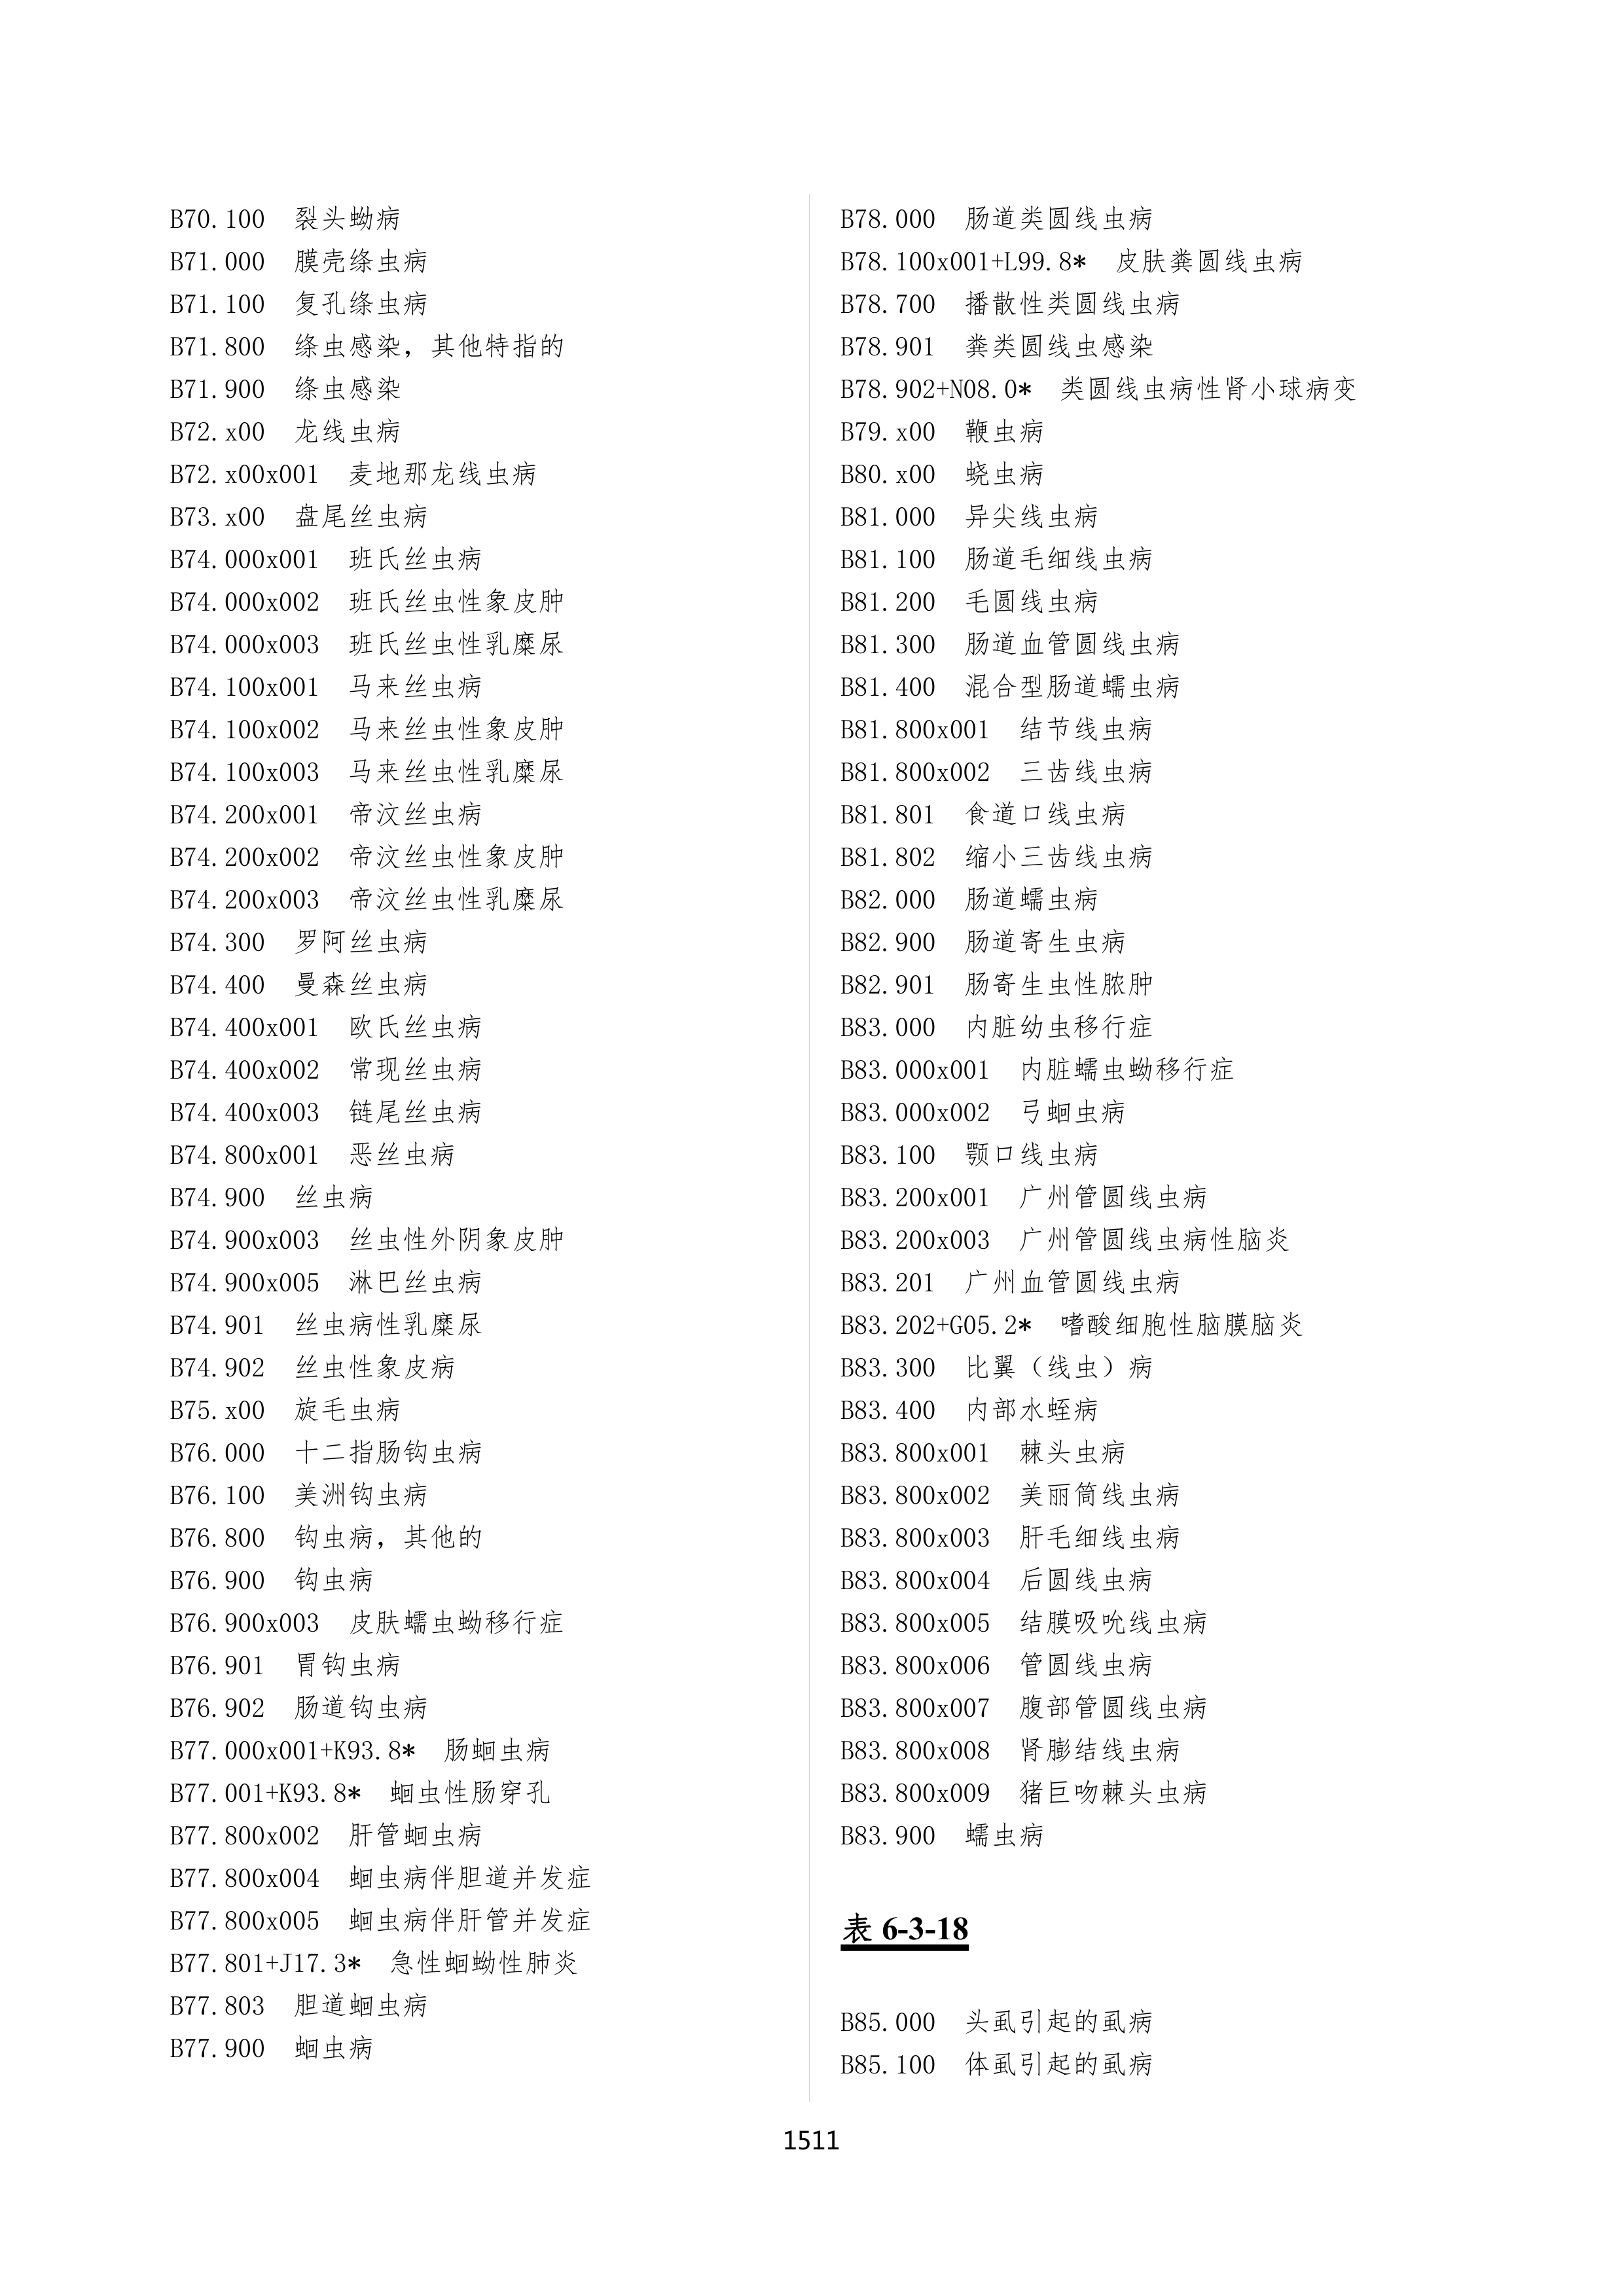 B70.100 裂头蚴病
B71.000 膜壳绦虫病
B71.100 复孔绦虫病
B71.800 绦虫感染，其他特指的
B71.900 绦虫感染
B72.x00 龙线虫病
B72.x00x001 麦地那龙线虫病
B73.x00 盘尾丝虫病
B74.000x001 班氏丝虫病
B74.000x002 班氏丝虫性象皮肿
B74.000x003 班氏丝虫性乳糜尿
B74.100x001 马来丝虫病
B74.100x002 马来丝虫性象皮肿
B74.100x003 马来丝虫性乳糜尿
B74.200x001 帝汶丝虫病
B74.200x002 帝汶丝虫性象皮肿
B74.200x003 帝汶丝虫性乳糜尿
B74.300 罗阿丝虫病
B74.400 曼森丝虫病
B74.400x001 欧氏丝虫病
B74.400x002 常现丝虫病
B74.400x003 链尾丝虫病
B74.800x001 恶丝虫病
B74.900 丝虫病
B74.900x003 丝虫性外阴象皮肿
B74.900x005 淋巴丝虫病
B74.901 丝虫病性乳糜尿
B74.902 丝虫性象皮病
B75.x00 旋毛虫病
B76.000 十二指肠钩虫病
B76.100 美洲钩虫病
B76.800 钩虫病，其他的
B76.900 钩虫病
B76.900x003 皮肤蠕虫蚴移行症
B76.901 胃钩虫病
B76.902 肠道钩虫病
B77.000x001+K93.8* 肠蛔虫病
B77.001+K93.8* 蛔虫性肠穿孔
B77.800x002 肝管蛔虫病
B77.800x004 蛔虫病伴胆道并发症
B77.800x005 蛔虫病伴肝管并发症
B77.801+J17.3* 急性蛔蚴性肺炎
B77.803 胆道蛔虫病
B77.900 蛔虫病
B78.000 肠道类圆线虫病
B78.100x001+L99.8* 皮肤粪圆线虫病
B78.700 播散性类圆线虫病
B78.901 粪类圆线虫感染
B78.902+N08.0* 类圆线虫病性肾小球病变
B79.x00 鞭虫病
B80.x00 蛲虫病
B81.000 异尖线虫病
B81.100 肠道毛细线虫病
B81.200 毛圆线虫病
B81.300 肠道血管圆线虫病
B81.400 混合型肠道蠕虫病
B81.800x001 结节线虫病
B81.800x002 三齿线虫病
B81.801 食道口线虫病
B81.802 缩小三齿线虫病
B82.000 肠道蠕虫病
B82.900 肠道寄生虫病
B82.901 肠寄生虫性脓肿
B83.000 内脏幼虫移行症
B83.000x001 内脏蠕虫蚴移行症
B83.000x002 弓蛔虫病
B83.100 颚口线虫病
B83.200x001 广州管圆线虫病
B83.200x003 广州管圆线虫病性脑炎
B83.201 广州血管圆线虫病
B83.202+G05.2* 嗜酸细胞性脑膜脑炎
B83.300 比翼（线虫）病
B83.400 内部水蛭病
B83.800x001 棘头虫病
B83.800x002 美丽筒线虫病
B83.800x003 肝毛细线虫病
B83.800x004 后圆线虫病
B83.800x005 结膜吸吮线虫病
B83.800x006 管圆线虫病
B83.800x007 腹部管圆线虫病
B83.800x008 肾膨结线虫病
B83.800x009 猪巨吻棘头虫病
B83.900 蠕虫病
表 6-3-18
B85.000 头虱引起的虱病
B85.100 体虱引起的虱病
1511